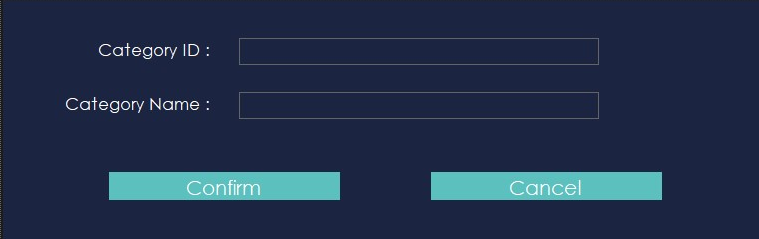 Category ID :
Category Name :
Confirm
Cancel